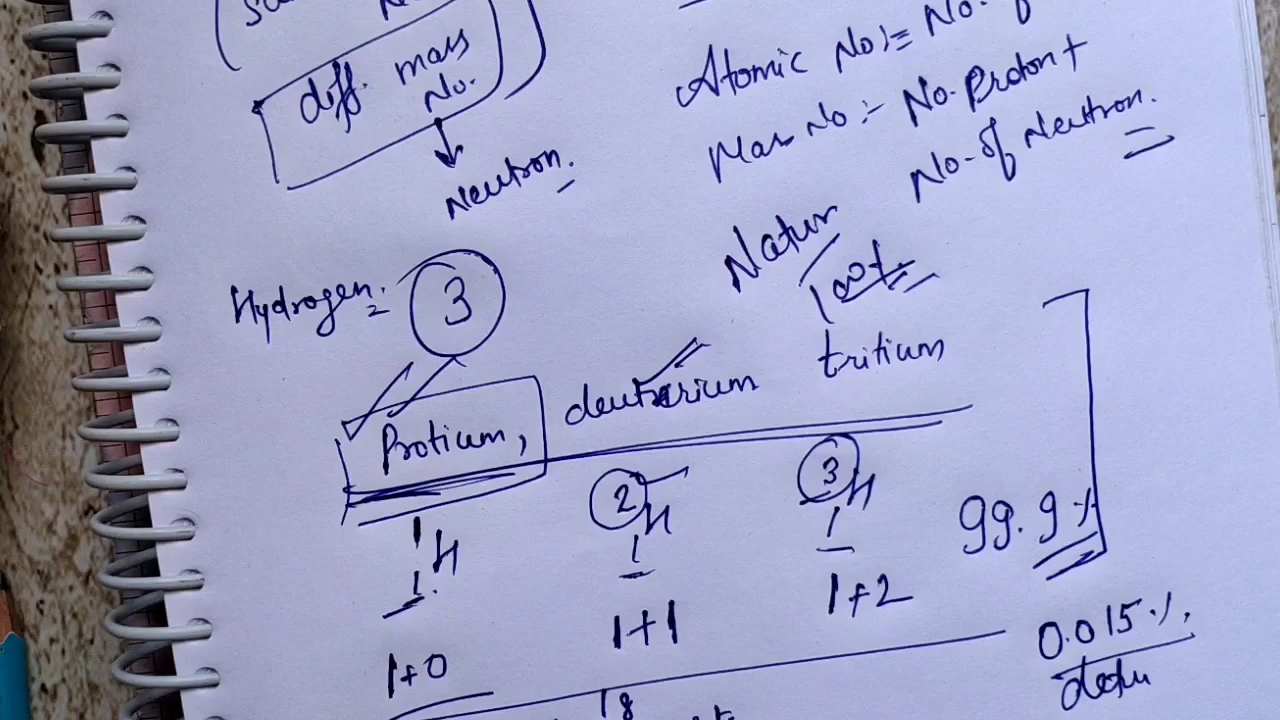 diff. mass
No.
Neutron.
Atomic No:= No. of
Mass No :- No. Proton +
No. of Neutron.
Natur
100%
Hydrogen: 3
Protium, deuterium tritium
1 H 1
2 H 1
3 H 1
1+0 1+1 1+2
99.9%
0.015%
18